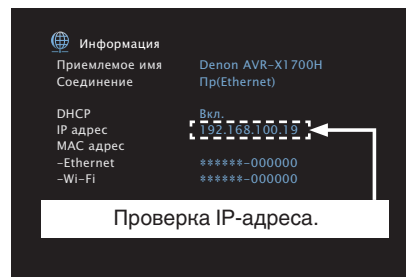 Информация
Приемлемое имя Denon AVR-X1700H
Соединение Пр(Ethernet)
DHCP Вкл.
IP адрес 192.168.100.19
MAC адрес
-Ethernet ******-000000
-Wi-Fi ******-000000
Проверка IP-адреса.